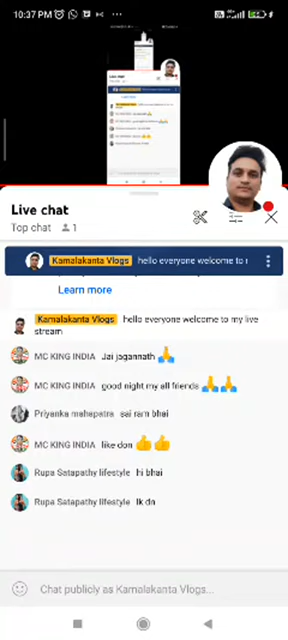 10:37 PM
Live chat
Top chat 1
Kamalakanta Vlogs hello everyone welcome to
Learn more
Kamalakanta Vlogs hello everyone welcome to my live
stream
MC KING INDIA Jai jagannath 🙏
MC KING INDIA good night my all friends 🙏🙏
Priyanka mahapatra sai ram bhai
MC KING INDIA like don 👍👍
Rupa Satapathy lifestyle hi bhai
Rupa Satapathy lifestyle lk dn
Chat publicly as Kamalakanta Vlogs...